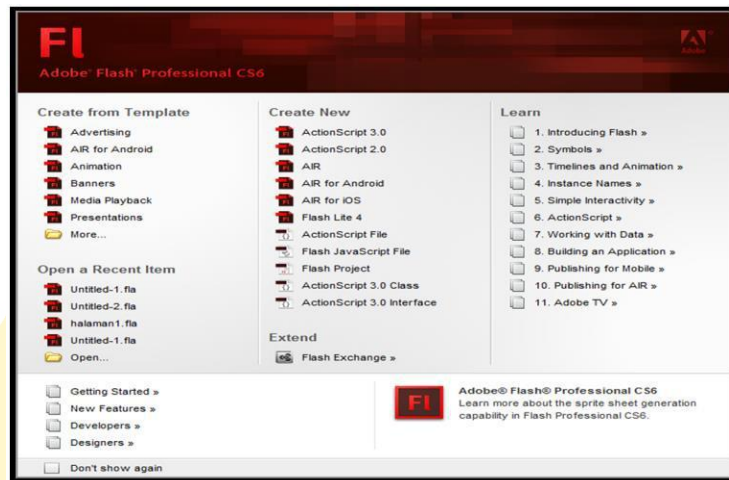 Fl
Adobe® Flash® Professional CS6
Adobe
Create from Template
Advertising
AIR for Android
Animation
Banners
Media Playback
Presentations
More...
Open a Recent Item
Untitled-1.fla
Untitled-2.fla
halaman1.fla
Untitled-1.fla
Open...
Create New
ActionScript 3.0
ActionScript 2.0
AIR
AIR for Android
AIR for iOS
Flash Lite 4
ActionScript File
Flash JavaScript File
Flash Project
ActionScript 3.0 Class
ActionScript 3.0 Interface
Extend
Flash Exchange »
Learn
1. Introducing Flash »
2. Symbols »
3. Timelines and Animation »
4. Instance Names »
5. Simple Interactivity »
6. ActionScript »
7. Working with Data »
8. Building an Application »
9. Publishing for Mobile »
10. Publishing for AIR »
11. Adobe TV »
Getting Started »
New Features »
Developers »
Designers »
Fl
Adobe® Flash® Professional CS6
Learn more about the sprite sheet generation
capability in Flash Professional CS6.
Don't show again